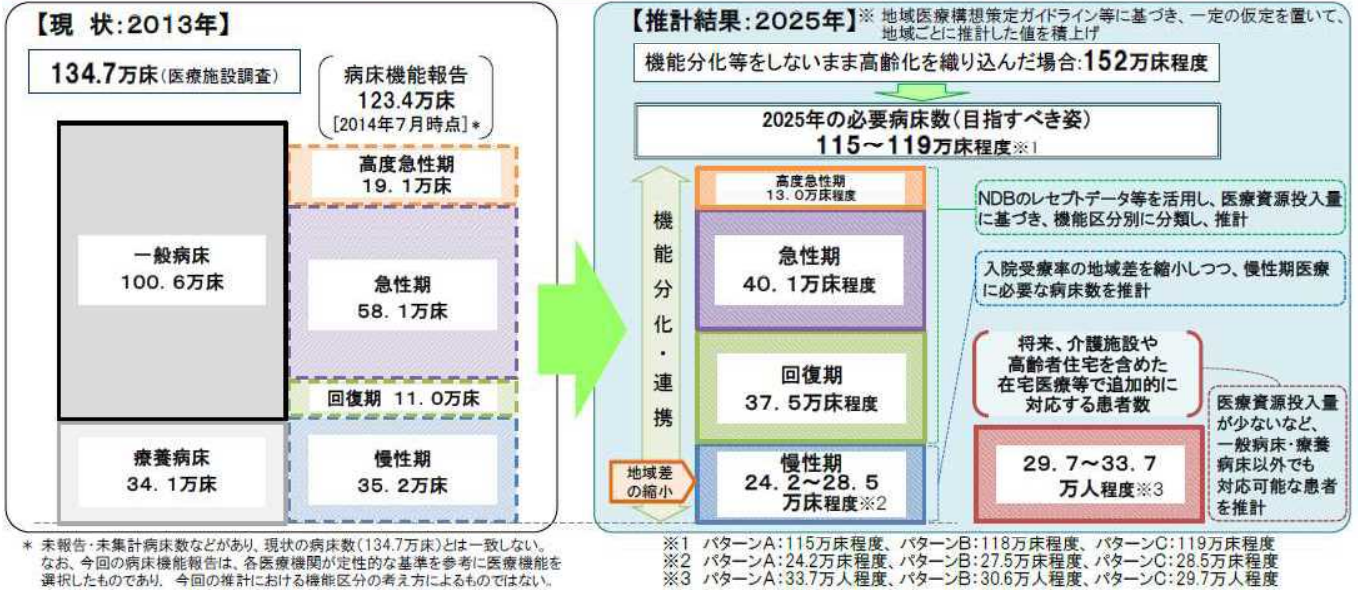 【現 状:2013年】
134.7万床(医療施設調査)
病床機能報告
123.4万床
[2014年7月時点]*
一般病床
100.6万床
療養病床
34.1万床
高度急性期
19.1万床
急性期
58.1万床
回復期 11.0万床
慢性期
35.2万床
* 未報告・未集計病床数などがあり、現状の病床数(134.7万床)とは一致しない。
なお、今回の病床機能報告は、各医療機関が定性的な基準を参考に医療機能を
選択したものであり、今回の推計における機能区分の考え方によるものではない。
【推計結果:2025年】※ 地域医療構想策定ガイドライン等に基づき、一定の仮定を置いて、
地域ごとに推計した値を積上げ
機能分化等をしないまま高齢化を織り込んだ場合:152万床程度
2025年の必要病床数(目指すべき姿)
115~119万床程度※1
機能分化・連携
地域差
の縮小
高度急性期
13.0万床程度
急性期
40.1万床程度
回復期
37.5万床程度
慢性期
24.2~28.5
万床程度※2
NDBのレセプトデータ等を活用し、医療資源投入量
に基づき、機能区分別に分類し、推計
入院受療率の地域差を縮小しつつ、慢性期医療
に必要な病床数を推計
将来、介護施設や
高齢者住宅を含めた
在宅医療等で追加的に
対応する患者数
29.7~33.7
万人程度※3
医療資源投入量
が少ないなど、
一般病床・療養
病床以外でも
対応可能な患者
を推計
※1 パターンA:115万床程度、パターンB:118万床程度、パターンC:119万床程度
※2 パターンA:24.2万床程度、パターンB:27.5万床程度、パターンC:28.5万床程度
※3 パターンA:33.7万人程度、パターンB:30.6万人程度、パターンC:29.7万人程度